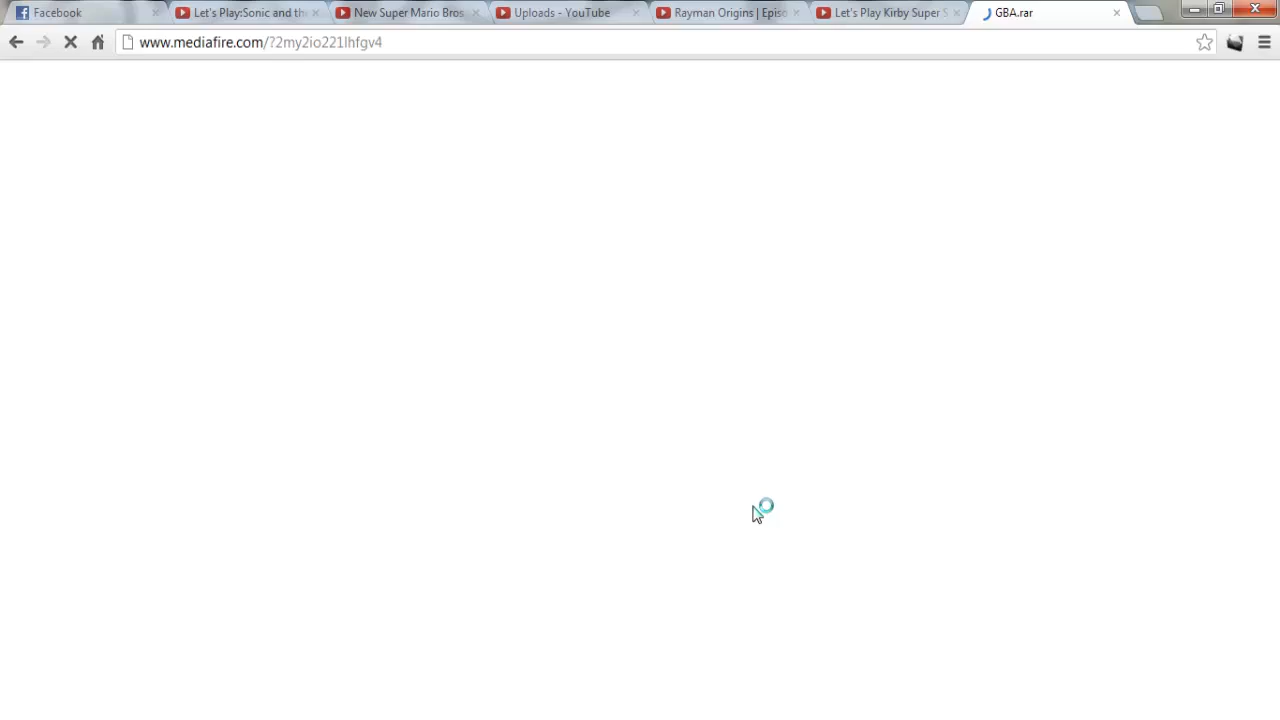 Facebook
Let's Play:Sonic and th
New Super Mario Bros
Uploads - YouTube
Rayman Origins | Episo
Let's Play Kirby Super S
GBA.rar
www.mediafire.com/?2my2io221lhfgv4